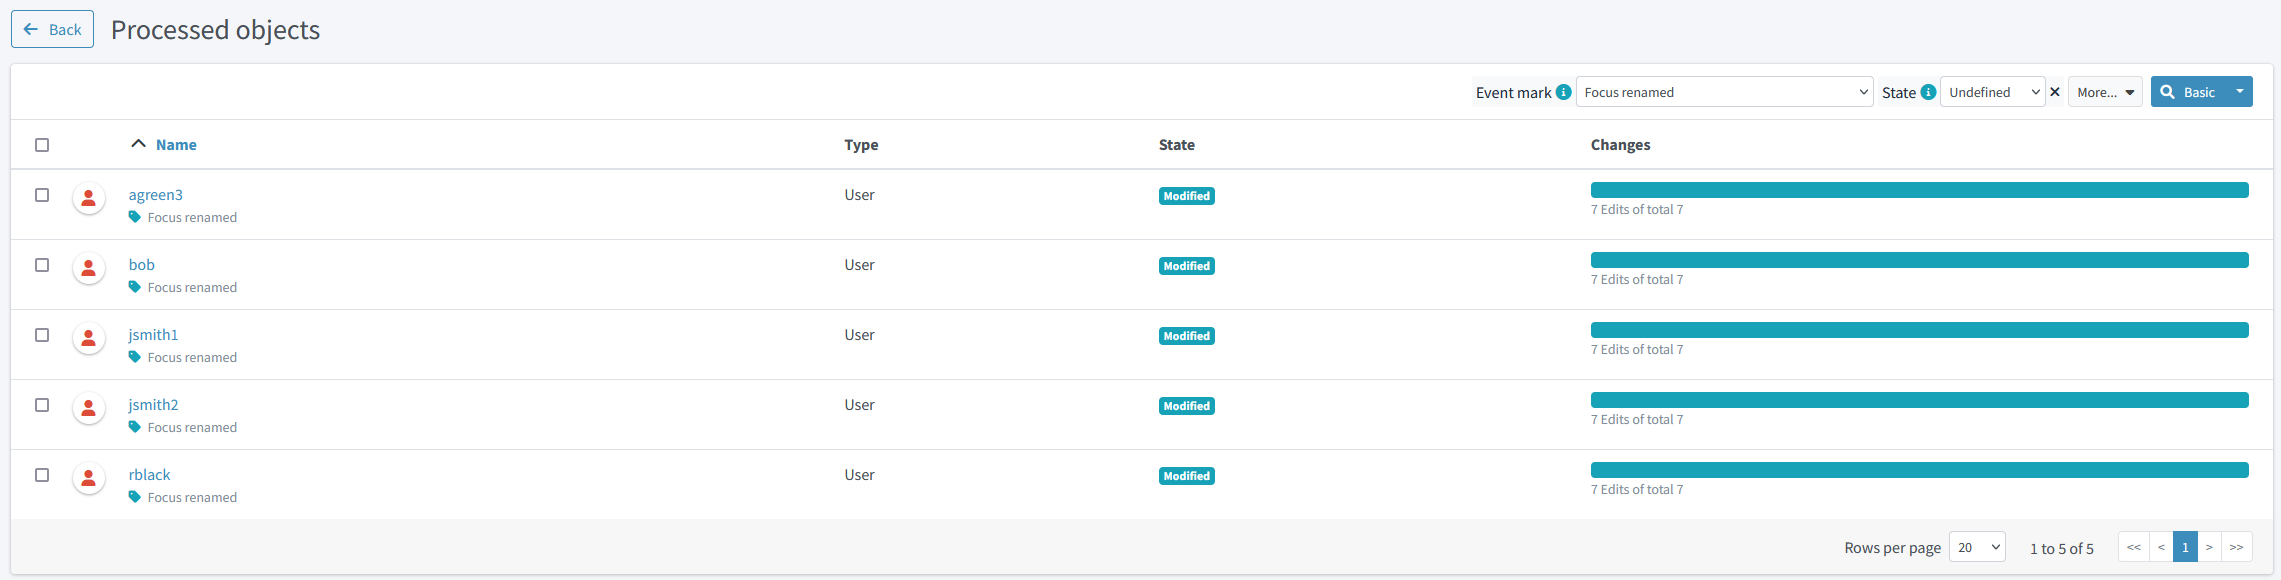 Back Processed objects
Event mark Focus renamed State Undefined More... Basic
Name Type State Changes
agreen3 User Modified
Focus renamed 7 Edits of total 7
bob User Modified
Focus renamed 7 Edits of total 7
jsmith1 User Modified
Focus renamed 7 Edits of total 7
jsmith2 User Modified
Focus renamed 7 Edits of total 7
rblack User Modified
Focus renamed 7 Edits of total 7
Rows per page 20 1 to 5 of 5 << < 1 > >>